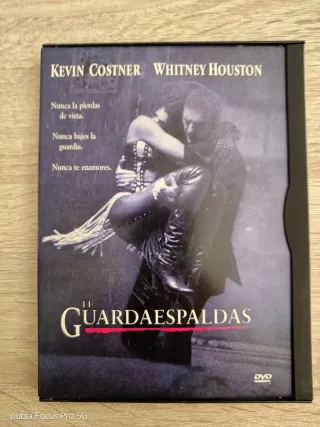 KEVIN COSTNER WHITNEY HOUSTON
Nunca la pierdas
de vista.
Nunca bajes la
guardia.
Nunca te enamores.
EL
GUARDAESPALDAS
DVD
nubia Focus Pro 5G